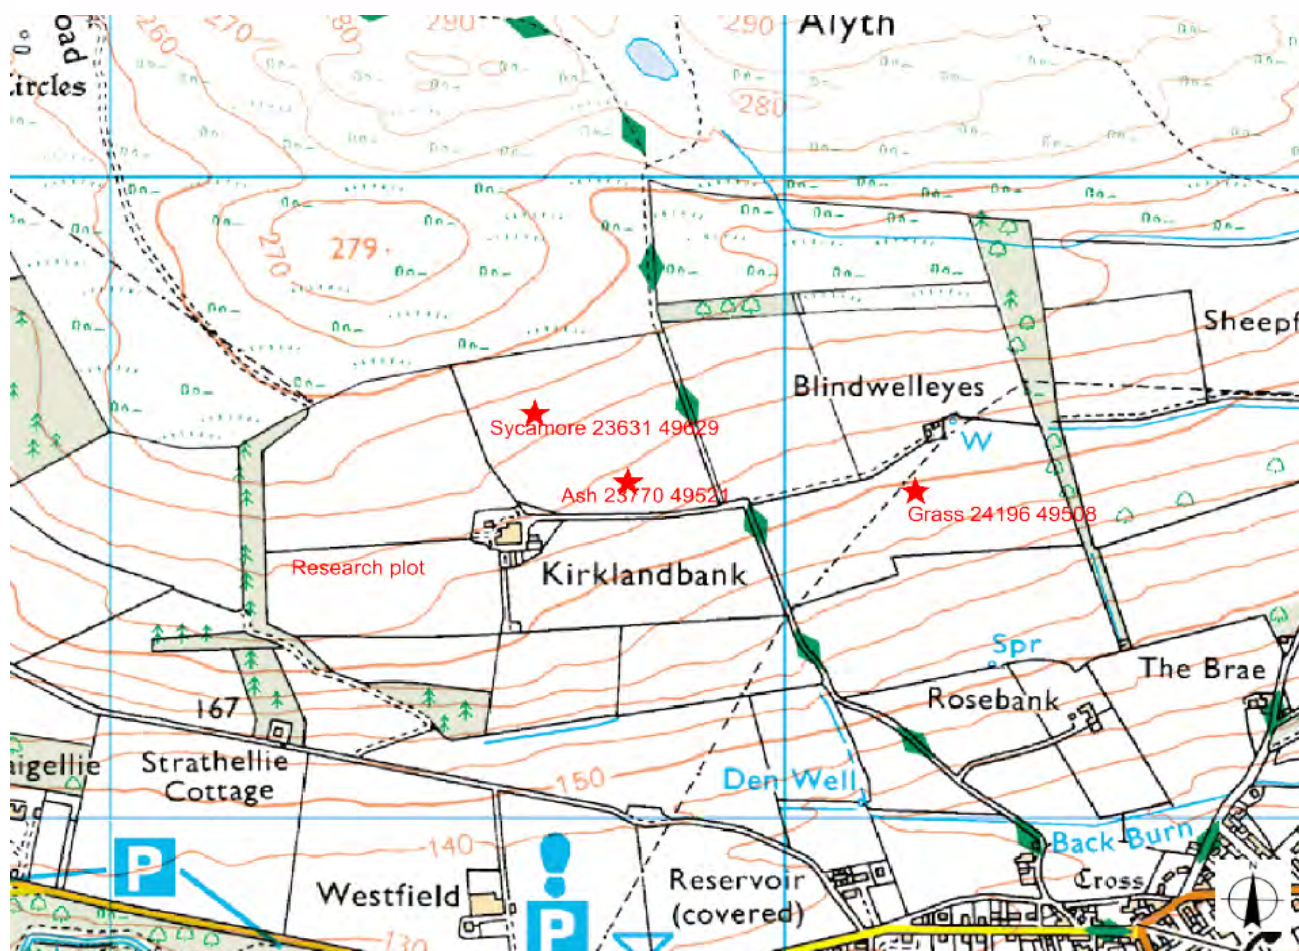 270
290
290
260
280
Alyth
oad
ircles
280
279
270
Sheepf
Blindwelleyes
W
Sycamore 23631 49629
Ash 23770 49521
Grass 24196 49508
Research plot
Kirklandbank
Spr
The Brae
Rosebank
167
aigellie
Strathellie
Cottage
150
Den Well
140
Back Burn
P
Westfield
Reservoir
(covered)
Cross
P
130
N